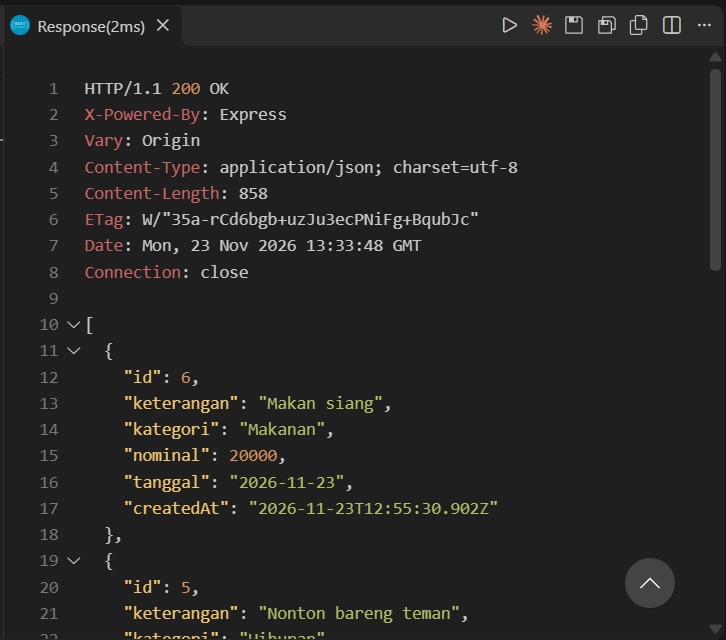 Response(2ms)
1 HTTP/1.1 200 OK
2 X-Powered-By: Express
3 Vary: Origin
4 Content-Type: application/json; charset=utf-8
5 Content-Length: 858
6 ETag: W/"35a-rCd6bgb+uzJu3ecPNiFg+BqubJc"
7 Date: Mon, 23 Nov 2026 13:33:48 GMT
8 Connection: close
9
10 [
11 {
12 "id": 6,
13 "keterangan": "Makan siang",
14 "kategori": "Makanan",
15 "nominal": 20000,
16 "tanggal": "2026-11-23",
17 "createdAt": "2026-11-23T12:55:30.902Z"
18 },
19 {
20 "id": 5,
21 "keterangan": "Nonton bareng teman",
22 "kategori": "Hiburan"